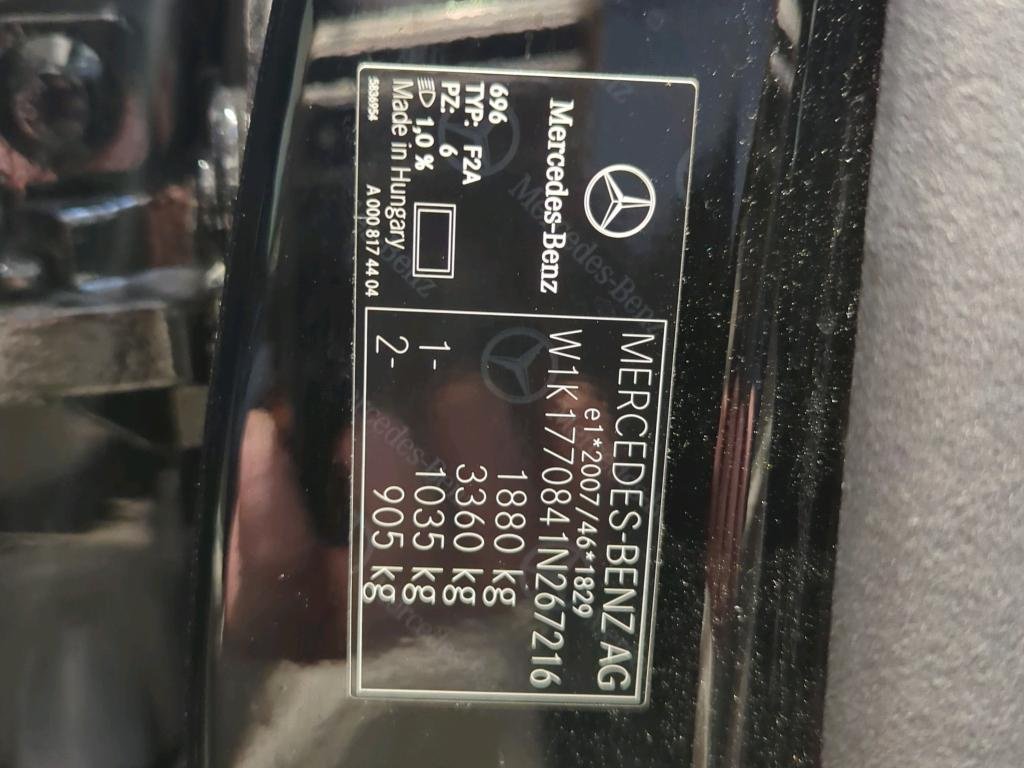 Mercedes-Benz
696
TYP: F2A
PZ: 6
1,0 %
Made in Hungary
5836954
A 000 817 44 04
MERCEDES-BENZ AG
e1*2007/46*1829
W1K1770841N267216
1880 kg
3360 kg
1- 1035 kg
2- 905 kg